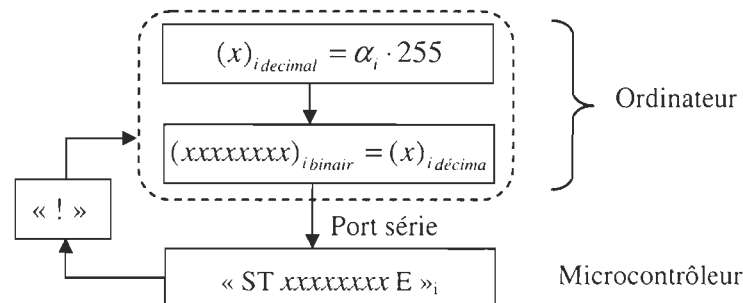 (x)_{i decimal} = α_i · 255
Ordinateur
(xxxxxxxx)_{i binair} = (x)_{i décima}
« ! »
Port série
« ST xxxxxxxx E »_i
Microcontrôleur